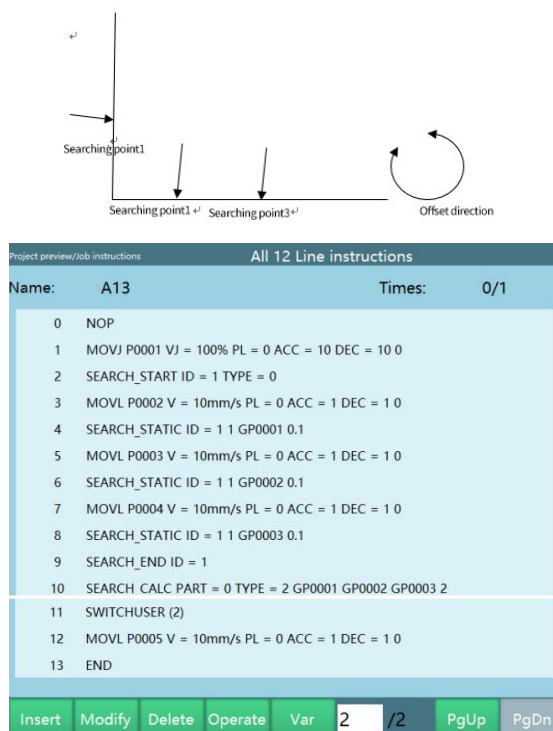 ↵
Searching point1
↵
Searching point1 ↵
Searching point3↵
Offset direction
Project preview/Job instructions All 12 Line instructions
Name: A13 Times: 0/1
0 NOP
1 MOVJ P0001 VJ = 100% PL = 0 ACC = 10 DEC = 10 0
2 SEARCH_START ID = 1 TYPE = 0
3 MOVL P0002 V = 10mm/s PL = 0 ACC = 1 DEC = 1 0
4 SEARCH_STATIC ID = 1 1 GP0001 0.1
5 MOVL P0003 V = 10mm/s PL = 0 ACC = 1 DEC = 1 0
6 SEARCH_STATIC ID = 1 1 GP0002 0.1
7 MOVL P0004 V = 10mm/s PL = 0 ACC = 1 DEC = 1 0
8 SEARCH_STATIC ID = 1 1 GP0003 0.1
9 SEARCH_END ID = 1
10 SEARCH CALC PART = 0 TYPE = 2 GP0001 GP0002 GP0003 2
11 SWITCHUSER (2)
12 MOVL P0005 V = 10mm/s PL = 0 ACC = 1 DEC = 1 0
13 END
Insert Modify Delete Operate Var 2 /2 PgUp PgDn